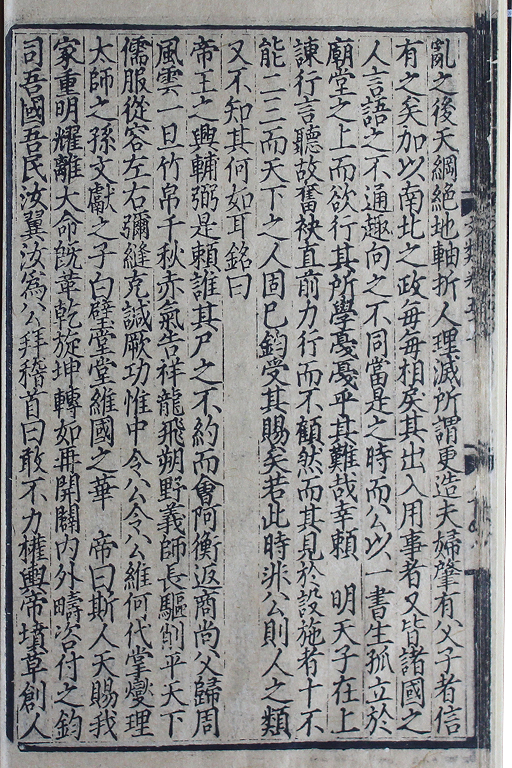 亂之後天綱絕地軸折人理滅所謂更造夫婦肇有父子者信
有之矣加以南北之政每每相戾其出入用事者又皆諸國之
人言語之不通趣向之不同當是之時而公以一書生孤立於
廟堂之上而欲行其所學戞戞乎其難哉幸賴　明天子在上
諫行言聽故奮袂直前力行而不顧然而其見於設施者十不
能二三而天下之人固已鈞受其賜矣若此時非公則人之類
又不知其何如耳銘曰
帝王之興輔弼是賴誰其尸之不約而會阿衡返商尚父歸周
風雲一旦竹帛千秋赤氣告祥龍飛朔野義師長驅削平天下
儒服從容左右彌縫克諴厥功惟中令公令公維何代掌燮理
太師之孫文獻之子白璧堂堂維國之華　帝曰斯人天賜我
家重明耀離大命旣革乾旋坤轉如再開闢內外疇咨付之鈞
司吾國吾民汝翼汝爲公拜稽首曰敢不力權輿帝墳草創人